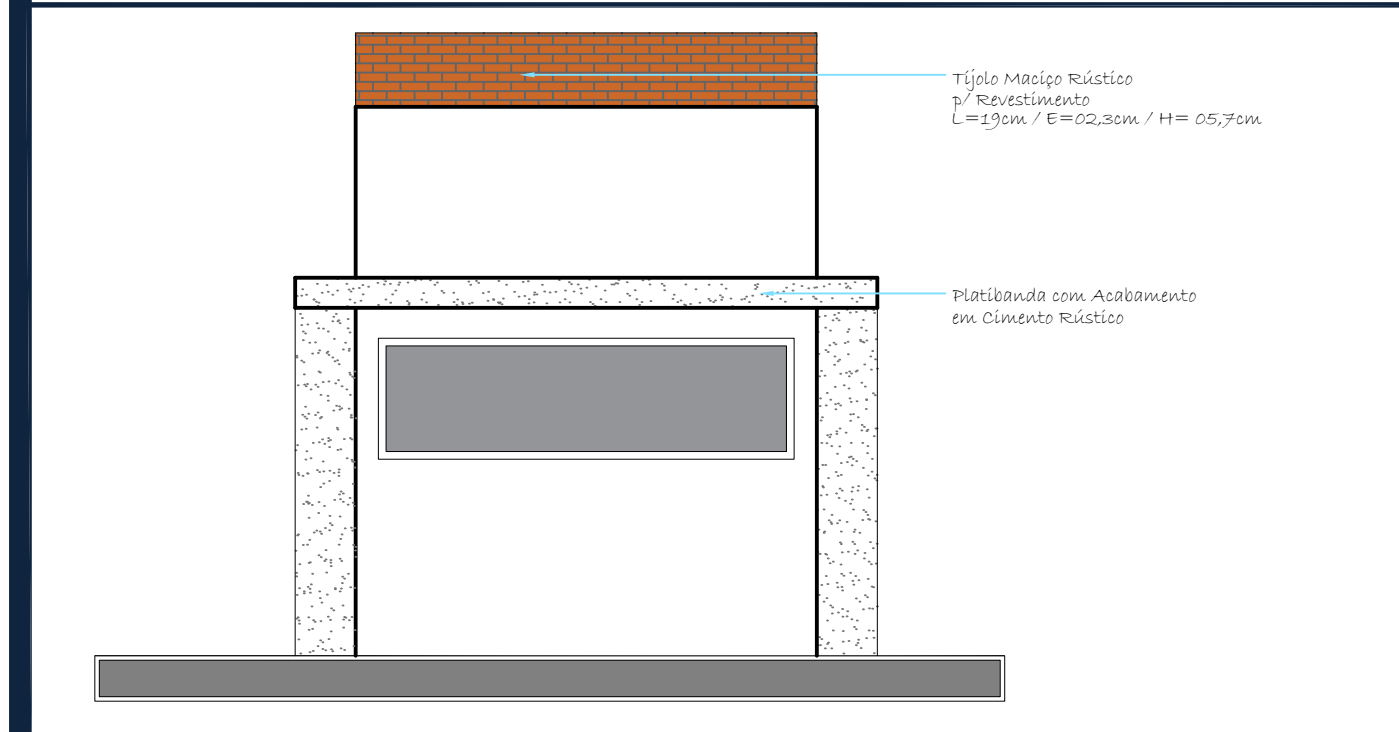 Tijolo Maciço Rústico
p/ Revestimento
L=19cm / E=02,3cm / H= 05,7cm
Platibanda com Acabamento
em Cimento Rústico